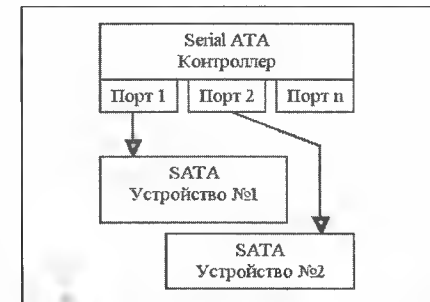 Serial ATA
Контроллер
Порт 1 Порт 2 Порт n
SATA
Устройство №1
SATA
Устройство №2